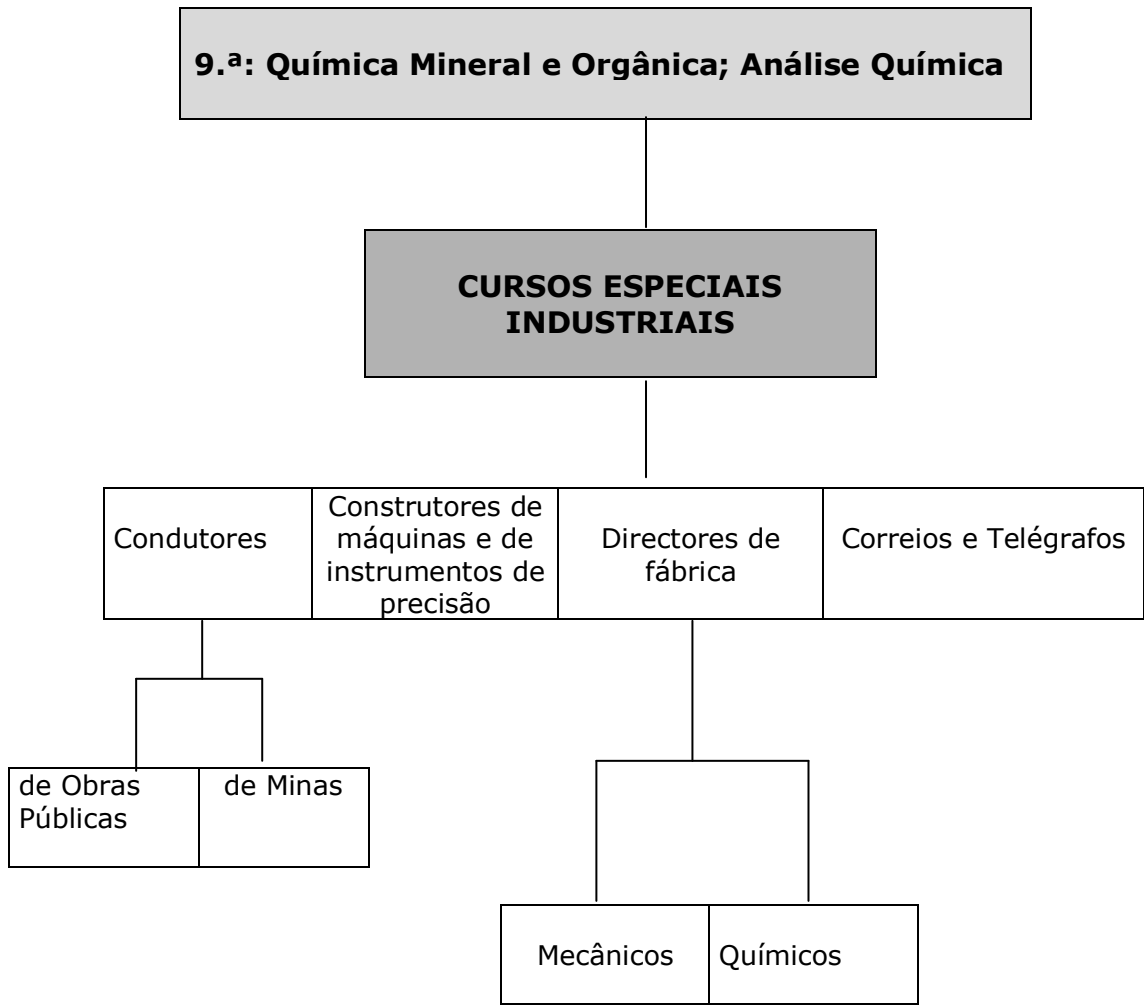 9.ª: Química Mineral e Orgânica; Análise Química
CURSOS ESPECIAIS
INDUSTRIAIS
Condutores
Construtores de
máquinas e de
instrumentos de
precisão
Directores de
fábrica
Correios e Telégrafos
de Obras
Públicas
de Minas
Mecânicos
Químicos